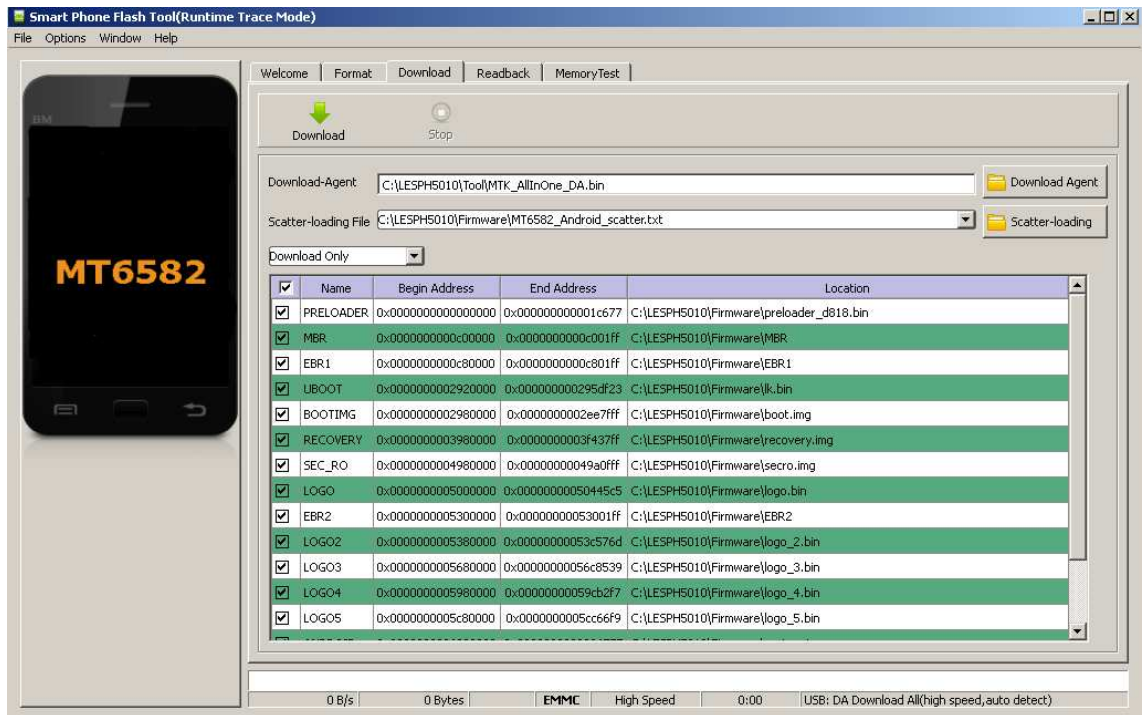 Smart Phone Flash Tool(Runtime Trace Mode)
File Options Window Help
BM
MT6582
Welcome Format Download Readback MemoryTest
Download Stop
Download-Agent C:\LESPH5010\Tool\MTK_AllInOne_DA.bin Download Agent
Scatter-loading File C:\LESPH5010\Firmware\MT6582_Android_scatter.txt Scatter-loading
Download Only
Name Begin Address End Address Location
PRELOADER 0x0000000000000000 0x000000000001c677 C:\LESPH5010\Firmware\preloader_d818.bin
MBR 0x0000000000c00000 0x0000000000c001ff C:\LESPH5010\Firmware\MBR
EBR1 0x0000000000c80000 0x0000000000c801ff C:\LESPH5010\Firmware\EBR1
UBOOT 0x0000000002920000 0x000000000295df23 C:\LESPH5010\Firmware\lk.bin
BOOTIMG 0x0000000002980000 0x0000000002ee7fff C:\LESPH5010\Firmware\boot.img
RECOVERY 0x0000000003980000 0x0000000003f437ff C:\LESPH5010\Firmware\recovery.img
SEC_RO 0x0000000004980000 0x00000000049a0fff C:\LESPH5010\Firmware\secro.img
LOGO 0x0000000005000000 0x00000000050445c5 C:\LESPH5010\Firmware\logo.bin
EBR2 0x0000000005300000 0x00000000053001ff C:\LESPH5010\Firmware\EBR2
LOGO2 0x0000000005380000 0x00000000053c576d C:\LESPH5010\Firmware\logo_2.bin
LOGO3 0x0000000005680000 0x00000000056c8539 C:\LESPH5010\Firmware\logo_3.bin
LOGO4 0x0000000005980000 0x00000000059cb2f7 C:\LESPH5010\Firmware\logo_4.bin
LOGO5 0x0000000005c80000 0x0000000005cc66f9 C:\LESPH5010\Firmware\logo_5.bin
0 B/s 0 Bytes EMMC High Speed 0:00 USB: DA Download All(high speed,auto detect)